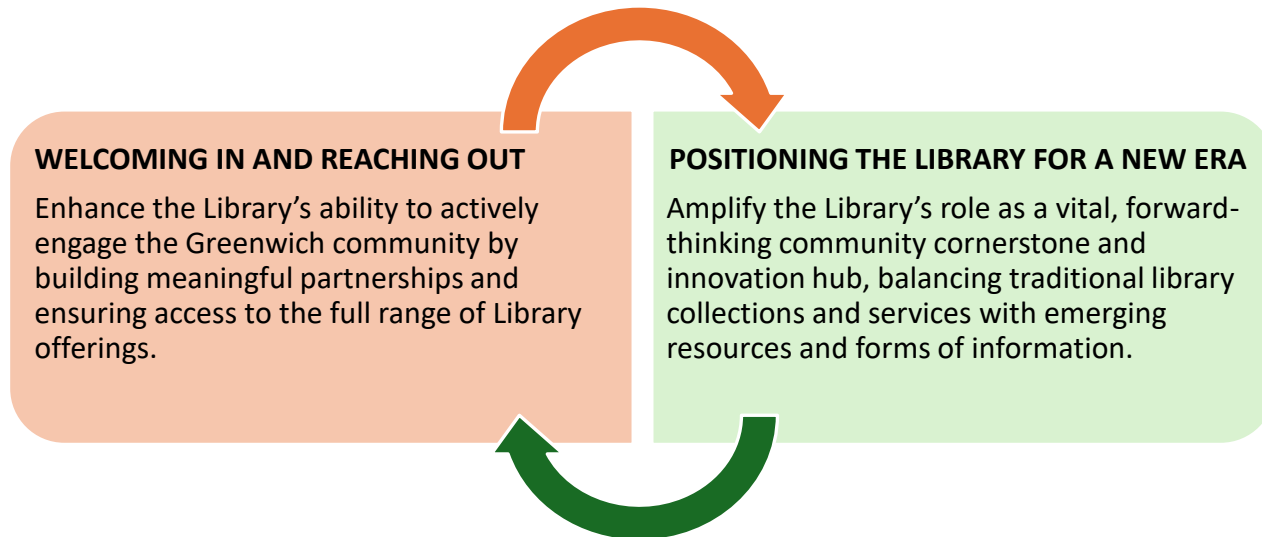 WELCOMING IN AND REACHING OUT
Enhance the Library’s ability to actively
engage the Greenwich community by
building meaningful partnerships and
ensuring access to the full range of Library
offerings.
POSITIONING THE LIBRARY FOR A NEW ERA
Amplify the Library’s role as a vital, forward-
thinking community cornerstone and
innovation hub, balancing traditional library
collections and services with emerging
resources and forms of information.